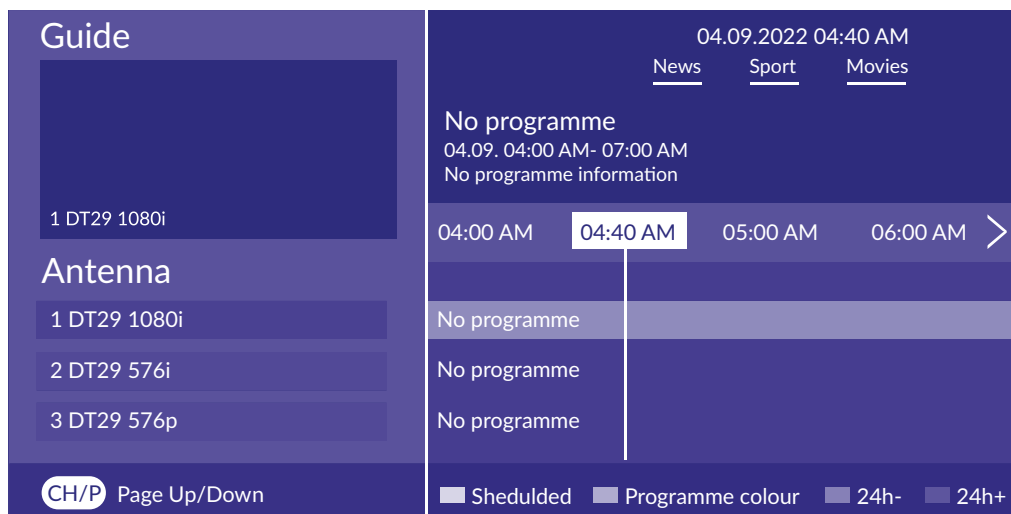 Guide
1 DT29 1080i
Antenna
1 DT29 1080i
2 DT29 576i
3 DT29 576p
CH/P Page Up/Down
04.09.2022 04:40 AM
News Sport Movies
No programme
04.09. 04:00 AM- 07:00 AM
No programme information
04:00 AM 04:40 AM 05:00 AM 06:00 AM
No programme
No programme
No programme
Shedulded Programme colour 24h- 24h+